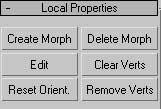 - Local Properties
Create Morph Delete Morph
Edit Clear Verts
Reset Orient. Remove Verts